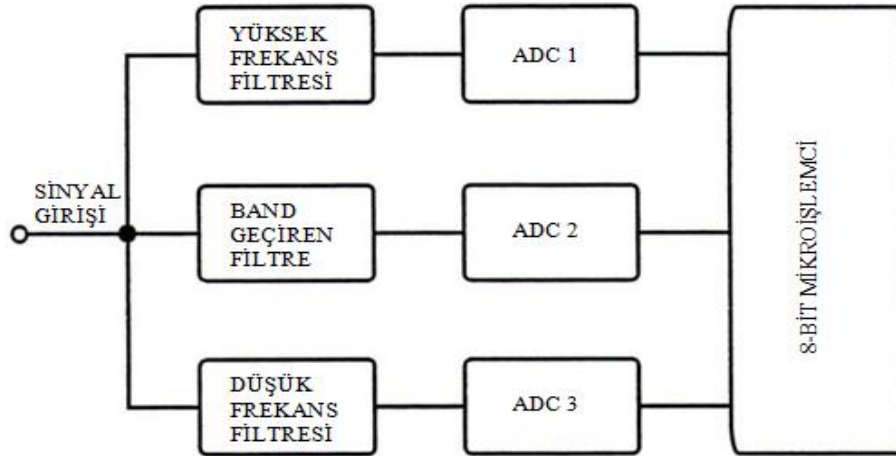 YÜKSEK
FREKANS
FİLTRESİ
ADC 1
SİNYAL
GİRİŞİ
BAND
GEÇİREN
FİLTRE
ADC 2
8-BİT MİKROİŞLEMCİ
DÜŞÜK
FREKANS
FİLTRESİ
ADC 3